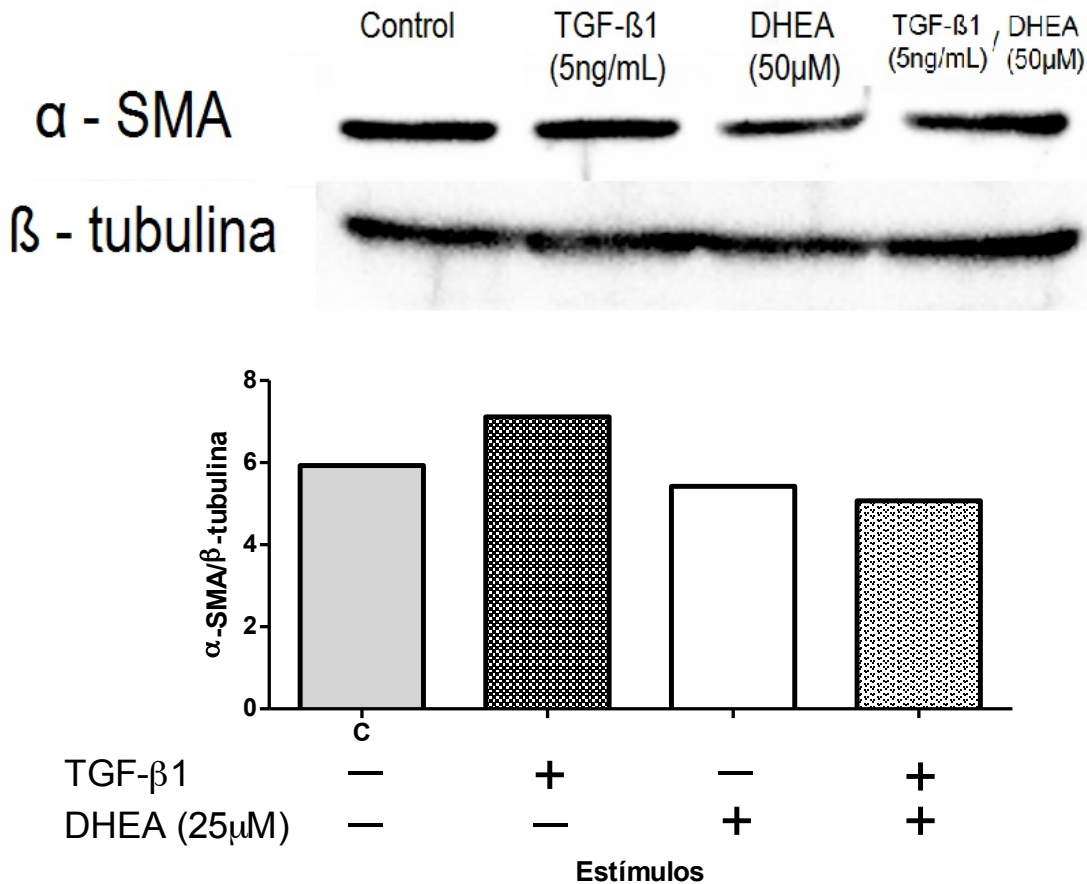 Control TGF-ß1 (5ng/mL) DHEA (50µM) TGF-ß1 (5ng/mL) / DHEA (50µM)
α - SMA
ß - tubulina
α-SMA/β-tubulina
8
6
4
2
0
C
TGF-β1 — + — +
DHEA (25µM) — — + +
Estímulos